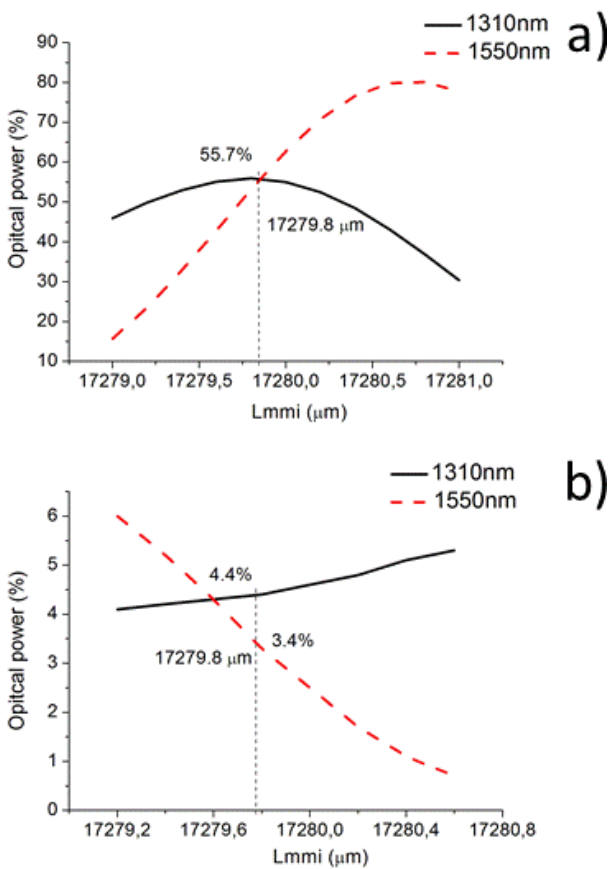 1310nm
1550nm
a)
90
80
70
60
50
40
30
20
10
Opitcal power (%)
55.7%
17279.8 μm
17279,0 17279,5 17280,0 17280,5 17281,0
Lmmi (μm)
1310nm
1550nm
b)
6
5
4
3
2
1
0
Opitcal power (%)
4.4%
3.4%
17279.8 μm
17279,2 17279,6 17280,0 17280,4 17280,8
Lmmi (μm)